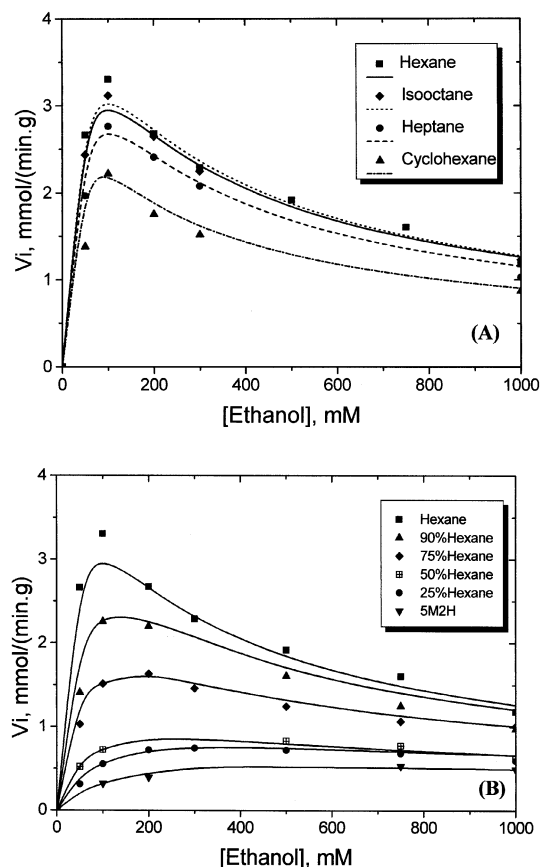 4
3
2
1
0
Vi, mmol/(min.g)
Hexane
Isooctane
Heptane
Cyclohexane
(A)
0 200 400 600 800 1000
[Ethanol], mM
4
3
2
1
0
Vi, mmol/(min.g)
Hexane
90%Hexane
75%Hexane
50%Hexane
25%Hexane
5M2H
(B)
0 200 400 600 800 1000
[Ethanol], mM